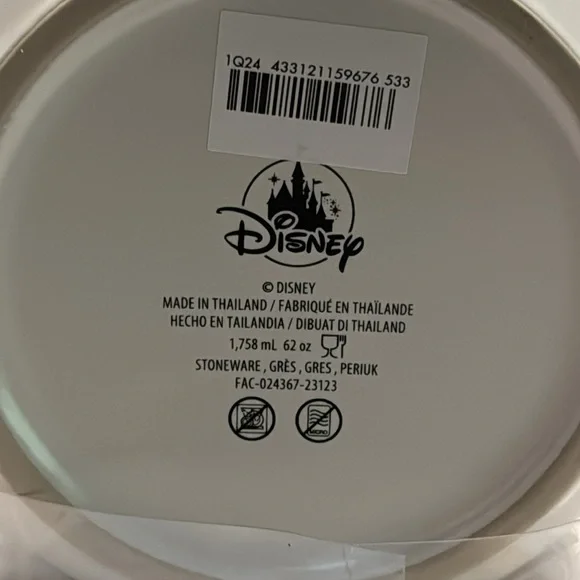 1Q24 433121159676 533
Disney
© DISNEY
MADE IN THAILAND / FABRIQUÉ EN THAÏLANDE
HECHO EN TAILANDIA / DIBUAT DI THAILAND
1,758 mL 62 oz
STONEWARE , GRÈS , GRES , PERIUK
FAC-024367-23123
MICRO